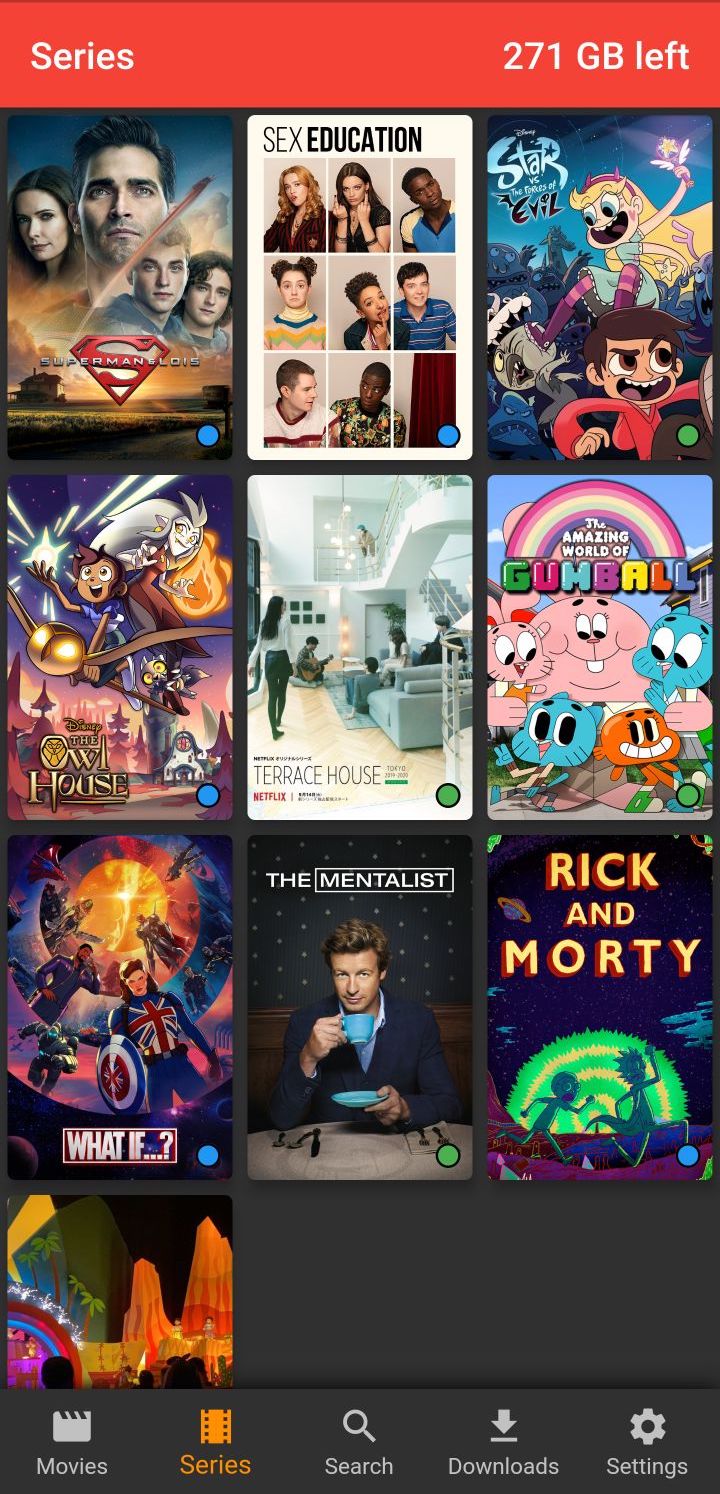 Series
271 GB left
SUPERMAN & LOIS
SEX EDUCATION
Disney
STAR
vs
The FORCES OF
EVIL
Disney
THE
OWL
HOUSE
NETFLIX オリジナルシリーズ
TERRACE HOUSE
TOKYO
2019-2020
NETFLIX
The
AMAZING
WORLD OF
GUMBALL
WHAT IF...?
THE MENTALIST
RICK
AND
MORTY
Movies
Series
Search
Downloads
Settings